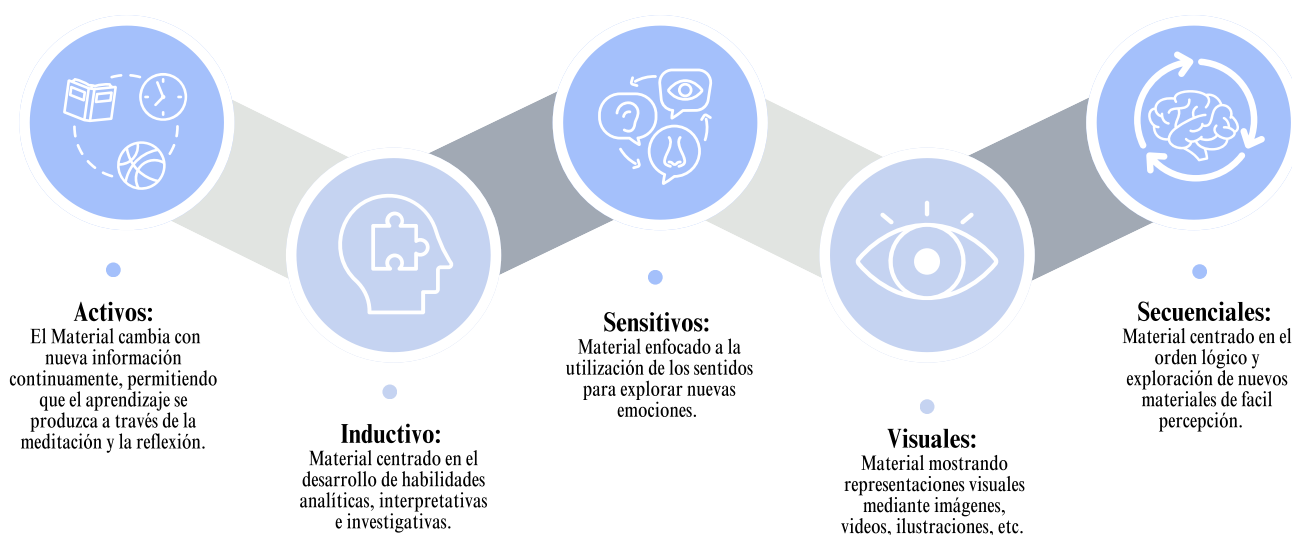 Activos:
El Material cambia con
nueva información
continuamente, permitiendo
que el aprendizaje se
produzca a través de la
meditación y la reflexión.
Inductivo:
Material centrado en el
desarrollo de habilidades
analíticas, interpretativas
e investigativas.
Sensitivos:
Material enfocado a la
utilización de los sentidos
para explorar nuevas
emociones.
Visuales:
Material mostrando
representaciones visuales
mediante imágenes,
videos, ilustraciones, etc.
Secuenciales:
Material centrado en el
orden lógico y
exploración de nuevos
materiales de facil
percepción.